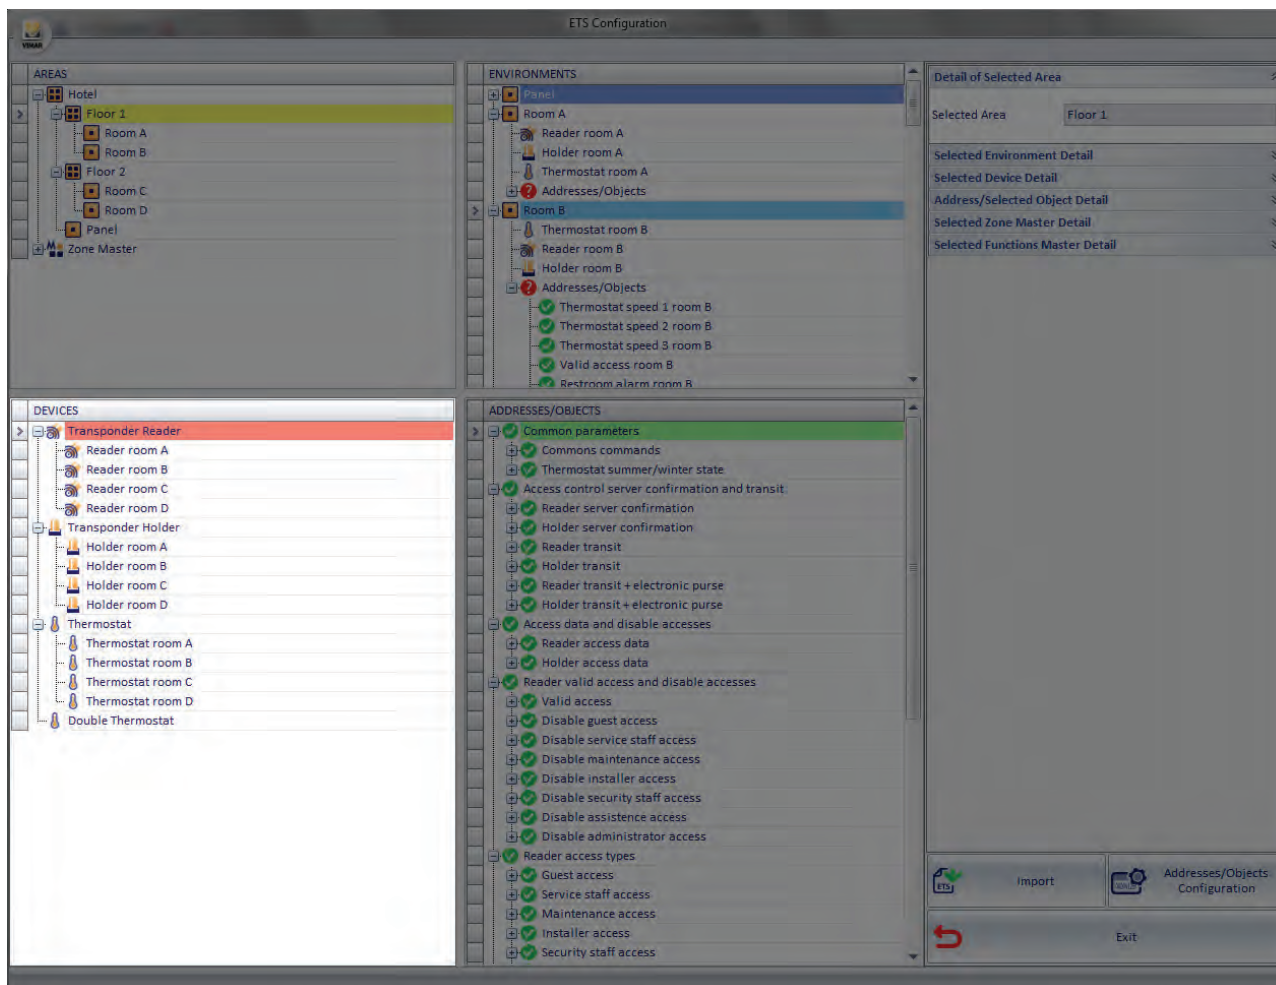 ETS Configuration
VIMAR
AREAS
Hotel
Floor 1
Room A
Room B
Floor 2
Room C
Room D
Panel
Zone Master
ENVIRONMENTS
Panel
Room A
Reader room A
Holder room A
Thermostat room A
Addresses/Objects
Room B
Thermostat room B
Reader room B
Holder room B
Addresses/Objects
Thermostat speed 1 room B
Thermostat speed 2 room B
Thermostat speed 3 room B
Valid access room B
Restroom alarm room B
Detail of Selected Area
Selected Area Floor 1
Selected Environment Detail
Selected Device Detail
Address/Selected Object Detail
Selected Zone Master Detail
Selected Functions Master Detail
DEVICES
Transponder Reader
Reader room A
Reader room B
Reader room C
Reader room D
Transponder Holder
Holder room A
Holder room B
Holder room C
Holder room D
Thermostat
Thermostat room A
Thermostat room B
Thermostat room C
Thermostat room D
Double Thermostat
ADDRESSES/OBJECTS
Common parameters
Commons commands
Thermostat summer/winter state
Access control server confirmation and transit
Reader server confirmation
Holder server confirmation
Reader transit
Holder transit
Reader transit + electronic purse
Holder transit + electronic purse
Access data and disable accesses
Reader access data
Holder access data
Reader valid access and disable accesses
Valid access
Disable guest access
Disable service staff access
Disable maintenance access
Disable installer access
Disable security staff access
Disable assistence access
Disable administrator access
Reader access types
Guest access
Service staff access
Maintenance access
Installer access
Security staff access
ETS
Import
Addresses/Objects
Configuration
Exit